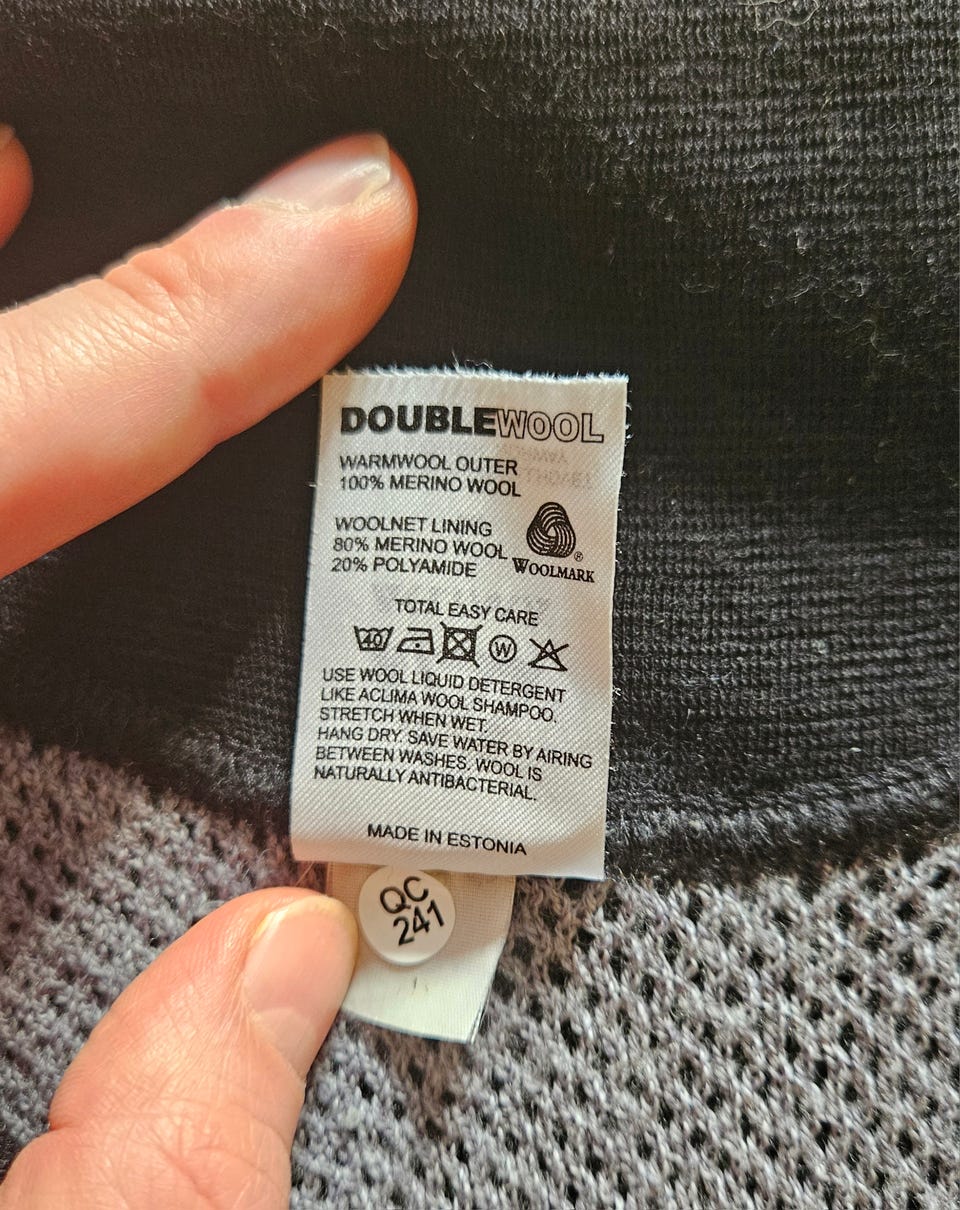 DOUBLEWOOL
WARMWOOL OUTER
100% MERINO WOOL
WOOLNET LINING
80% MERINO WOOL
20% POLYAMIDE
®
WOOLMARK
TOTAL EASY CARE
40
W
USE WOOL LIQUID DETERGENT
LIKE ACLIMA WOOL SHAMPOO.
STRETCH WHEN WET.
HANG DRY. SAVE WATER BY AIRING
BETWEEN WASHES. WOOL IS
NATURALLY ANTIBACTERIAL.
MADE IN ESTONIA
QC
241